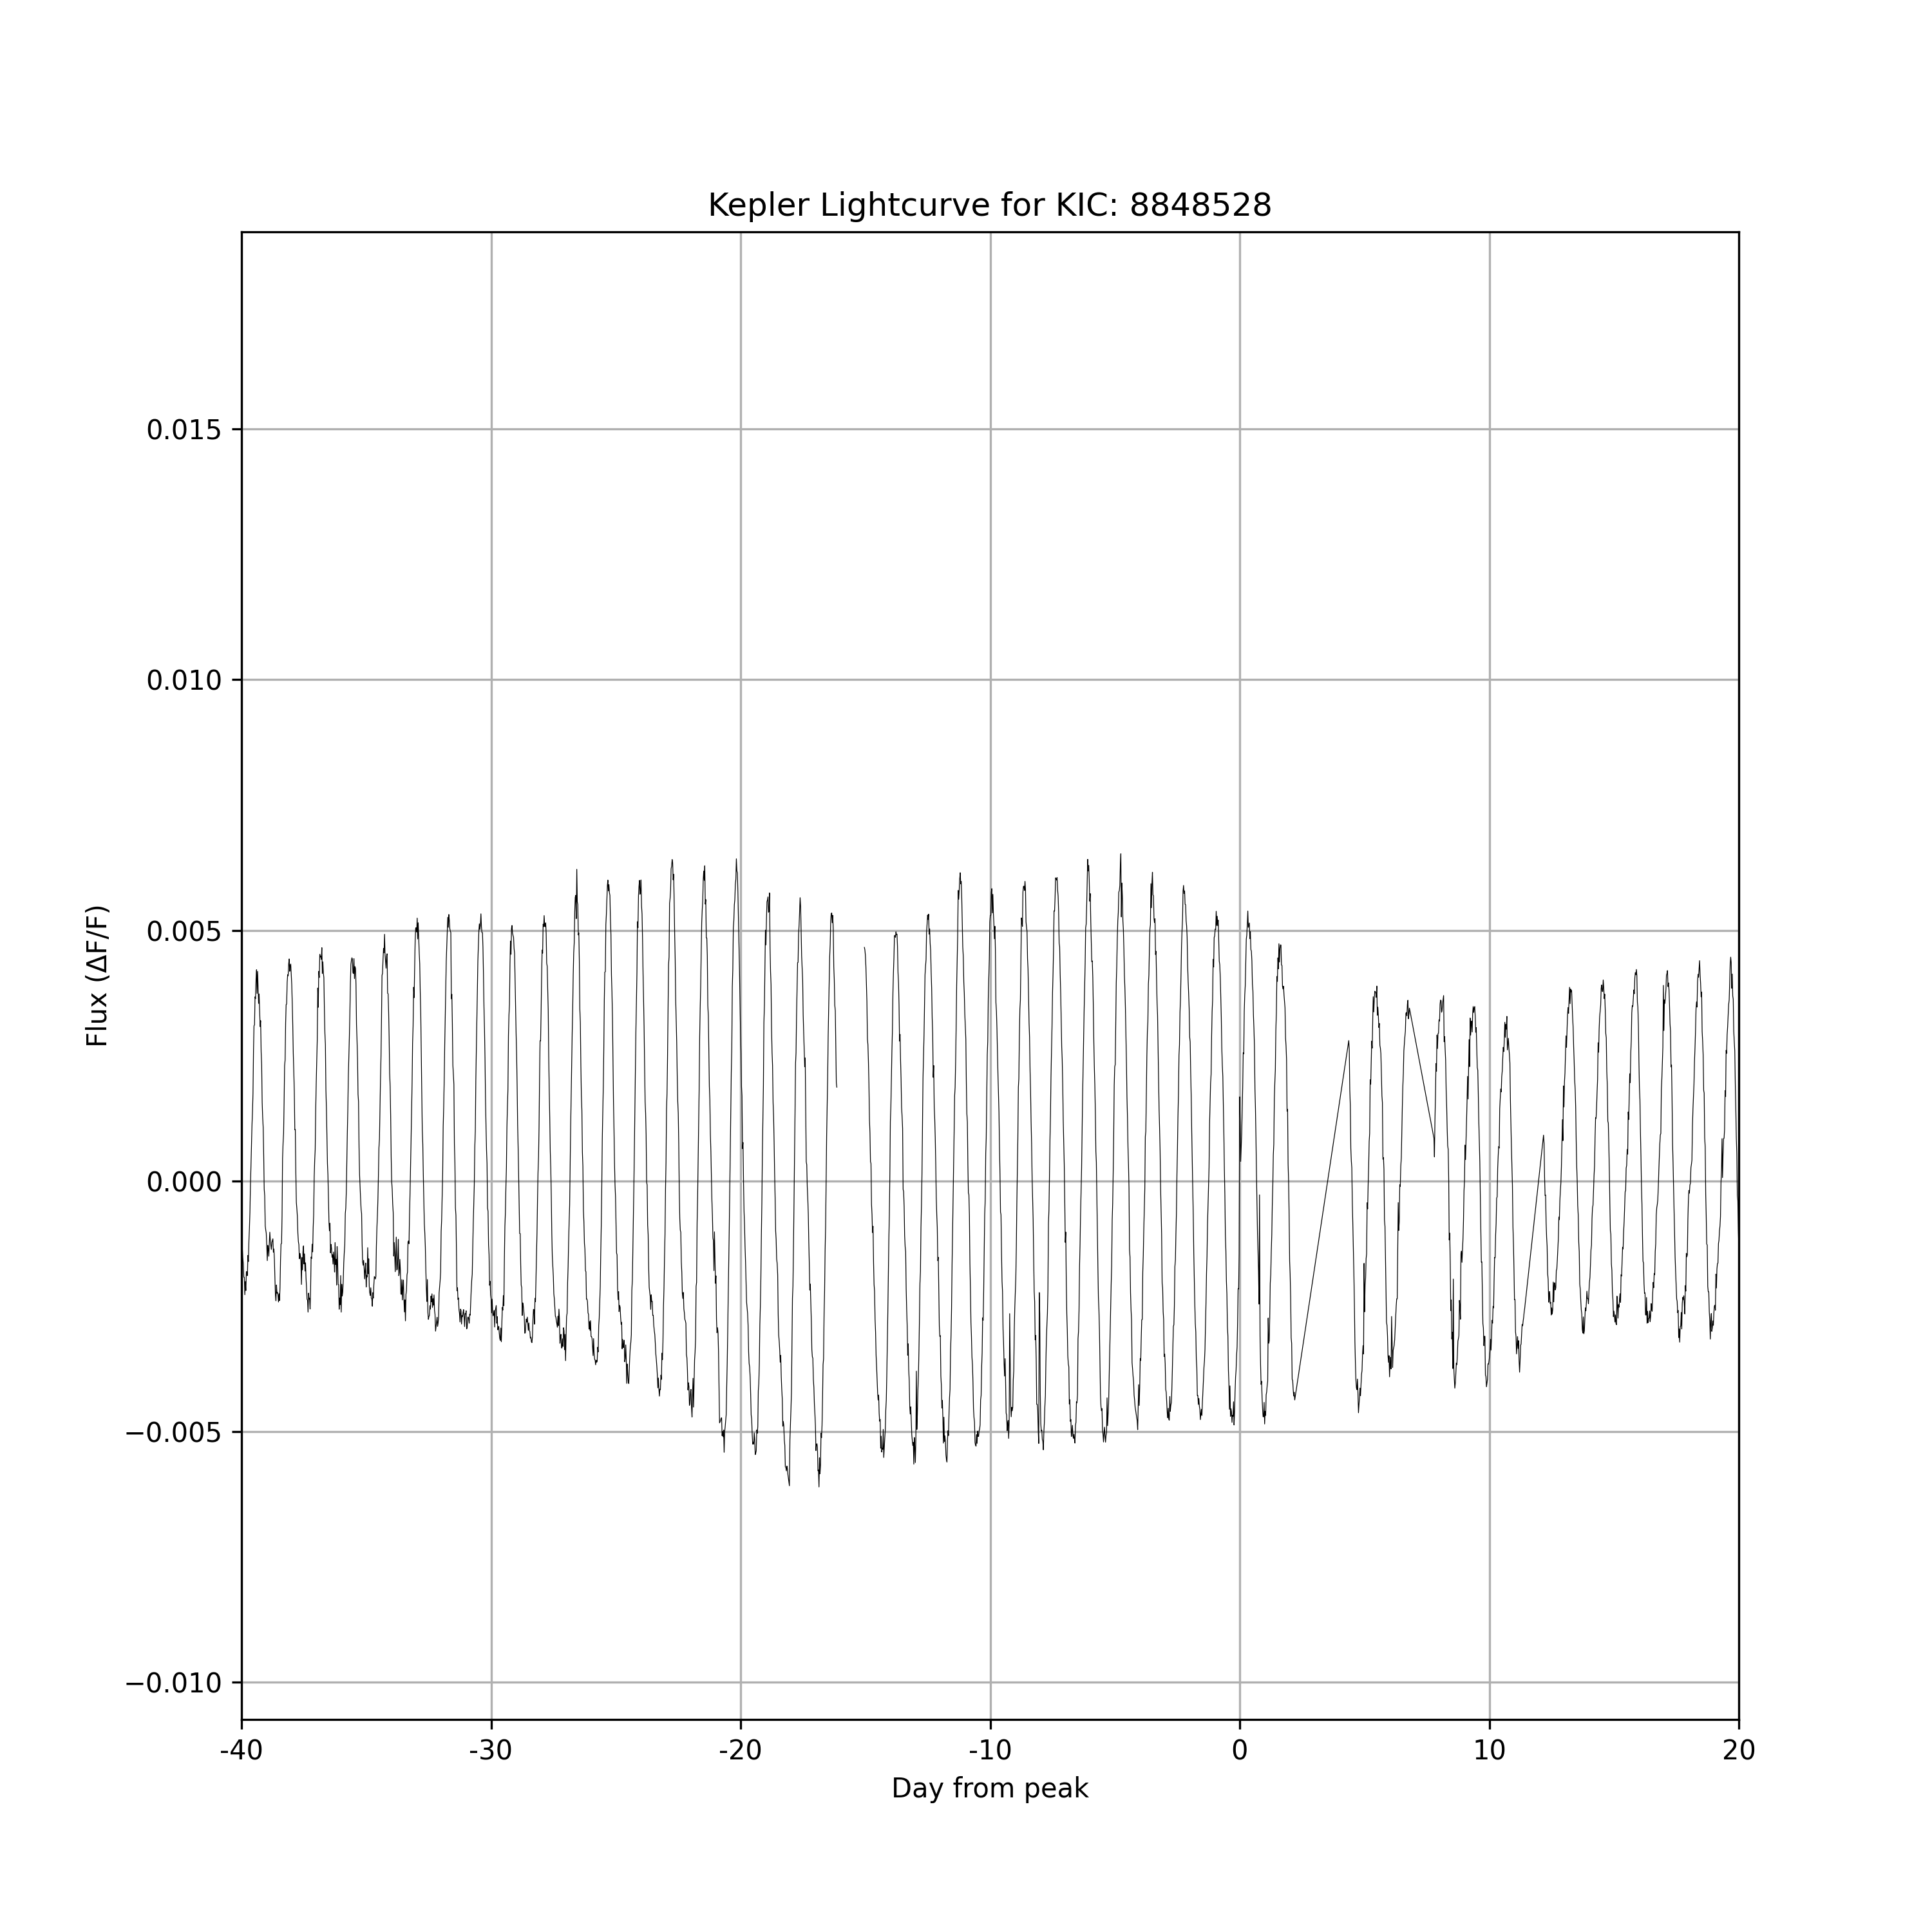 Kepler Lightcurve for KIC: 8848528
0.015
0.010
0.005
0.000
−0.005
−0.010
Flux (ΔF/F)
-40 -30 -20 -10 0 10 20
Day from peak